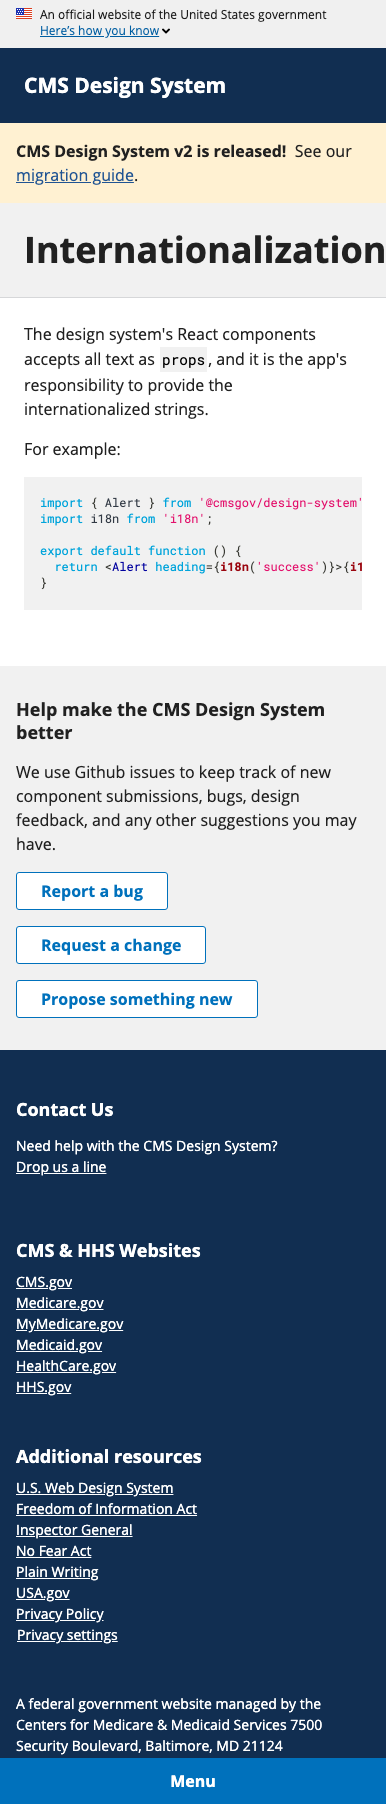 An official website of the United States government
Here's how you know
CMS Design System
CMS Design System v2 is released!  See our
migration guide.
Internationalization
The design system's React components
accepts all text as props, and it is the app's
responsibility to provide the
internationalized strings.
For example:
import { Alert } from '@cmsgov/design-system'
import i18n from 'i18n';
export default function () {
  return <Alert heading={i18n('success')}>{i1
}
Help make the CMS Design System
better
We use Github issues to keep track of new
component submissions, bugs, design
feedback, and any other suggestions you may
have.
Report a bug
Request a change
Propose something new
Contact Us
Need help with the CMS Design System?
Drop us a line
CMS & HHS Websites
CMS.gov
Medicare.gov
MyMedicare.gov
Medicaid.gov
HealthCare.gov
HHS.gov
Additional resources
U.S. Web Design System
Freedom of Information Act
Inspector General
No Fear Act
Plain Writing
USA.gov
Privacy Policy
Privacy settings
A federal government website managed by the
Centers for Medicare & Medicaid Services 7500
Security Boulevard, Baltimore, MD 21124
Menu